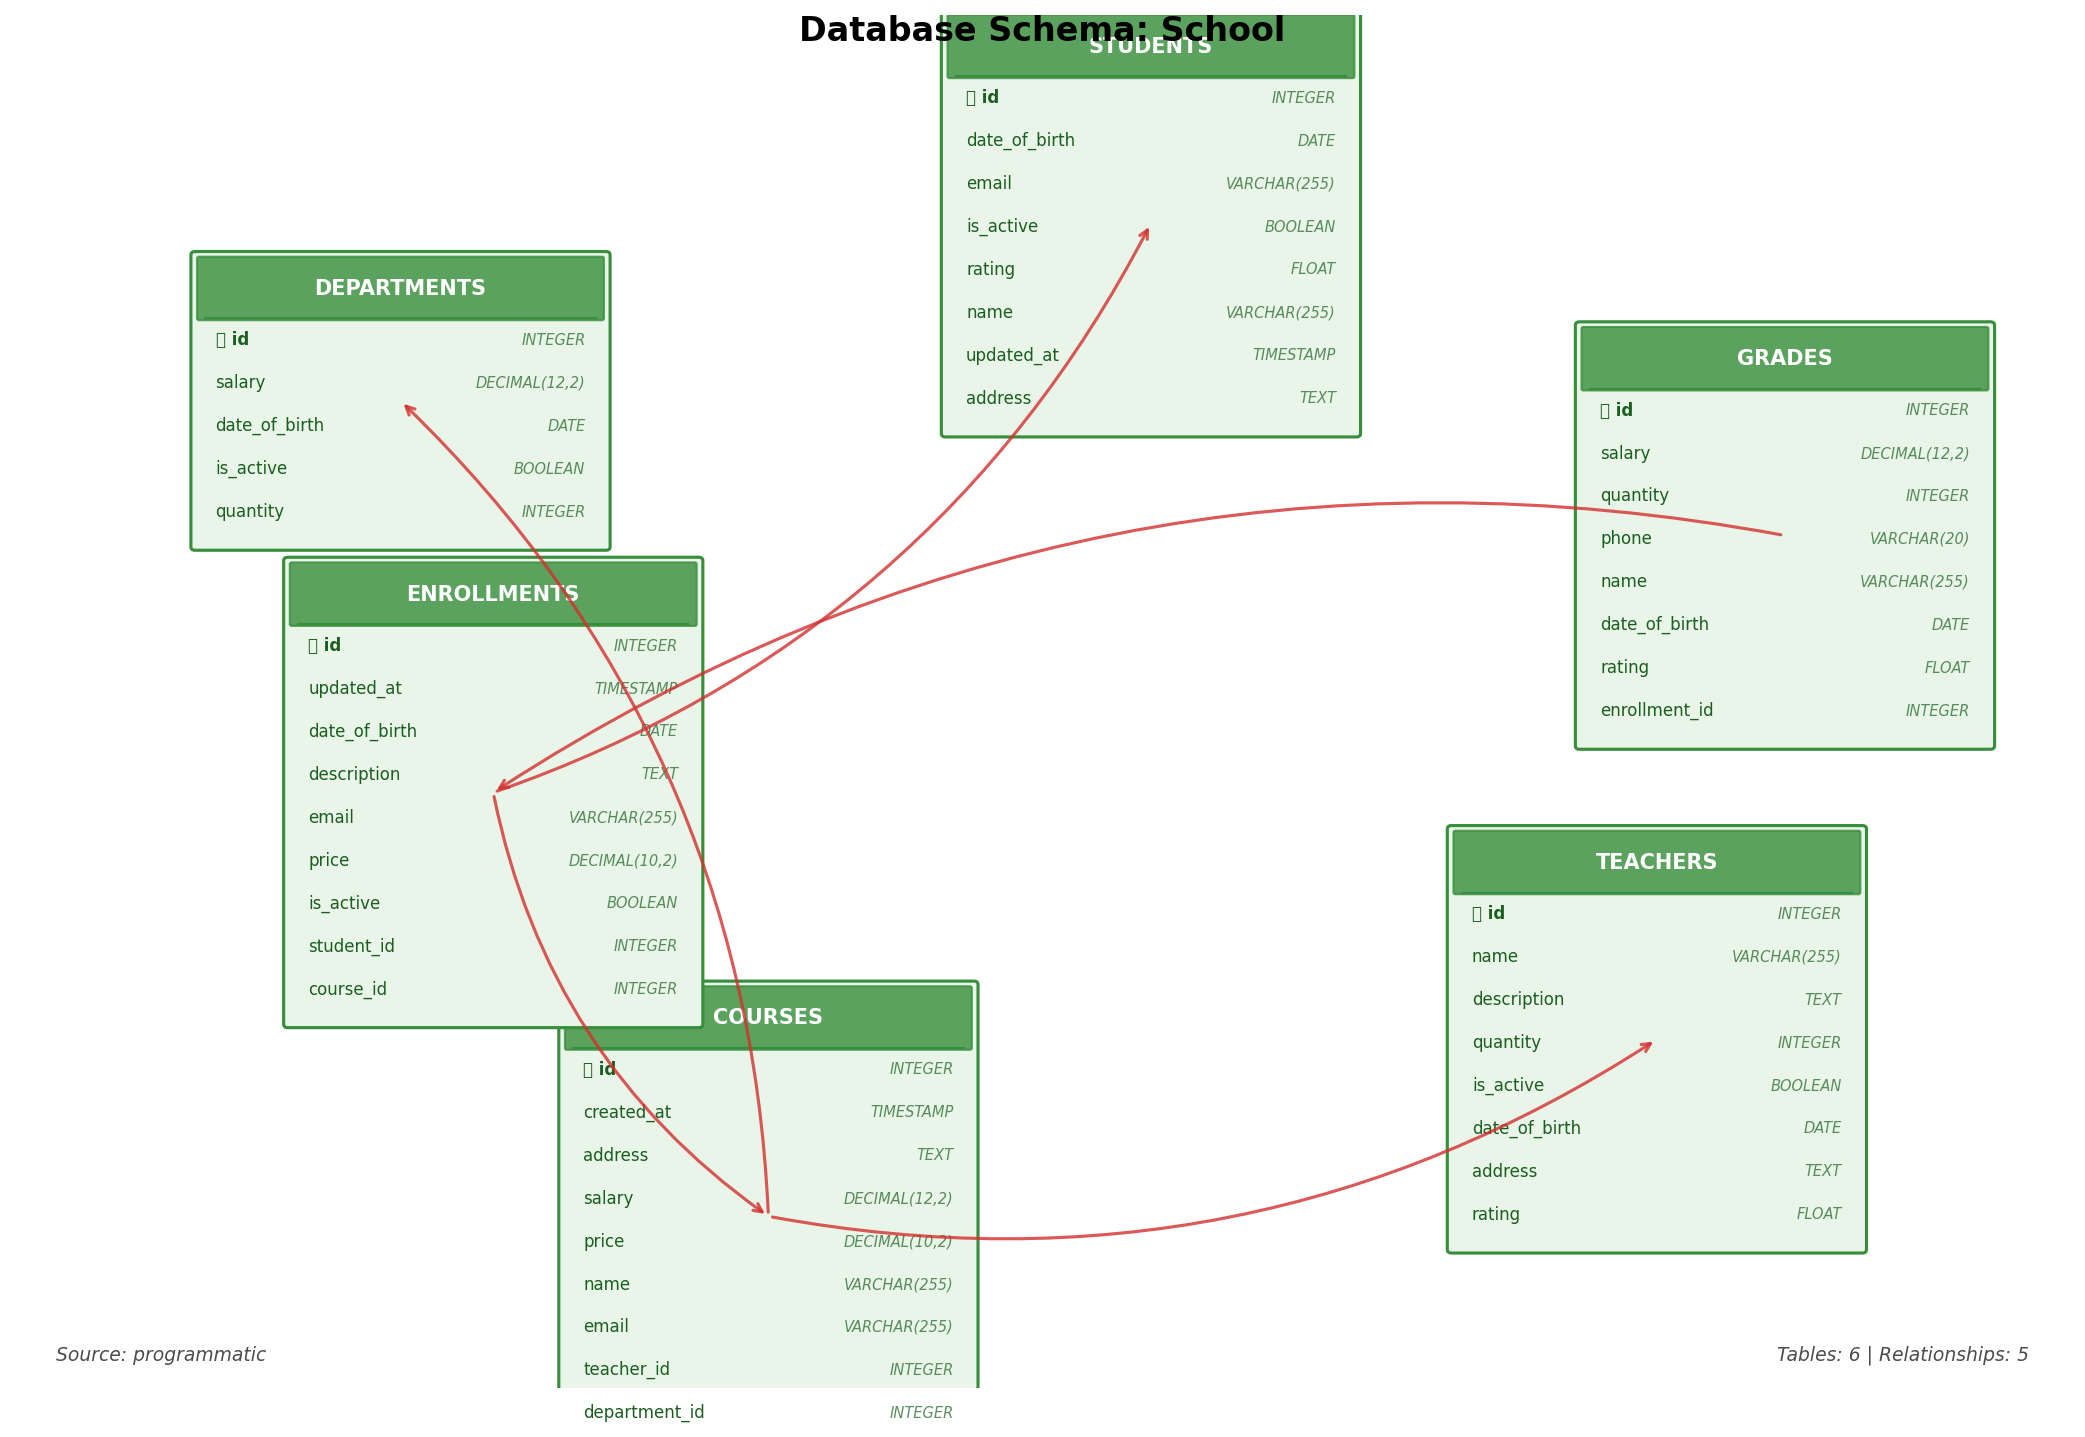 Database Schema: School
STUDENTS
id INTEGER
date_of_birth DATE
email VARCHAR(255)
is_active BOOLEAN
rating FLOAT
name VARCHAR(255)
updated_at TIMESTAMP
address TEXT
DEPARTMENTS
id INTEGER
salary DECIMAL(12,2)
date_of_birth DATE
is_active BOOLEAN
quantity INTEGER
GRADES
id INTEGER
salary DECIMAL(12,2)
quantity INTEGER
phone VARCHAR(20)
name VARCHAR(255)
date_of_birth DATE
rating FLOAT
enrollment_id INTEGER
ENROLLMENTS
id INTEGER
updated_at TIMESTAMP
date_of_birth DATE
description TEXT
email VARCHAR(255)
price DECIMAL(10,2)
is_active BOOLEAN
student_id INTEGER
course_id INTEGER
TEACHERS
id INTEGER
name VARCHAR(255)
description TEXT
quantity INTEGER
is_active BOOLEAN
date_of_birth DATE
address TEXT
rating FLOAT
COURSES
id INTEGER
created_at TIMESTAMP
address TEXT
salary DECIMAL(12,2)
price DECIMAL(10,2)
name VARCHAR(255)
email VARCHAR(255)
teacher_id INTEGER
department_id INTEGER
Source: programmatic
Tables: 6 | Relationships: 5